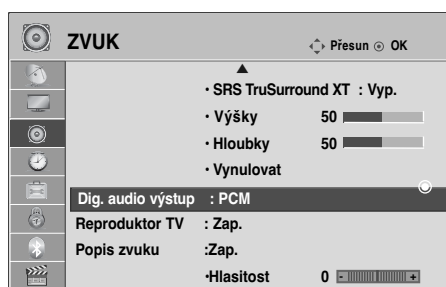 ZVUK Přesun OK
• SRS TruSurround XT : Vyp.
• Výšky 50
• Hloubky 50
• Vynulovat
Dig. audio výstup : PCM
Reproduktor TV : Zap.
Popis zvuku :Zap.
•Hlasitost 0 - +